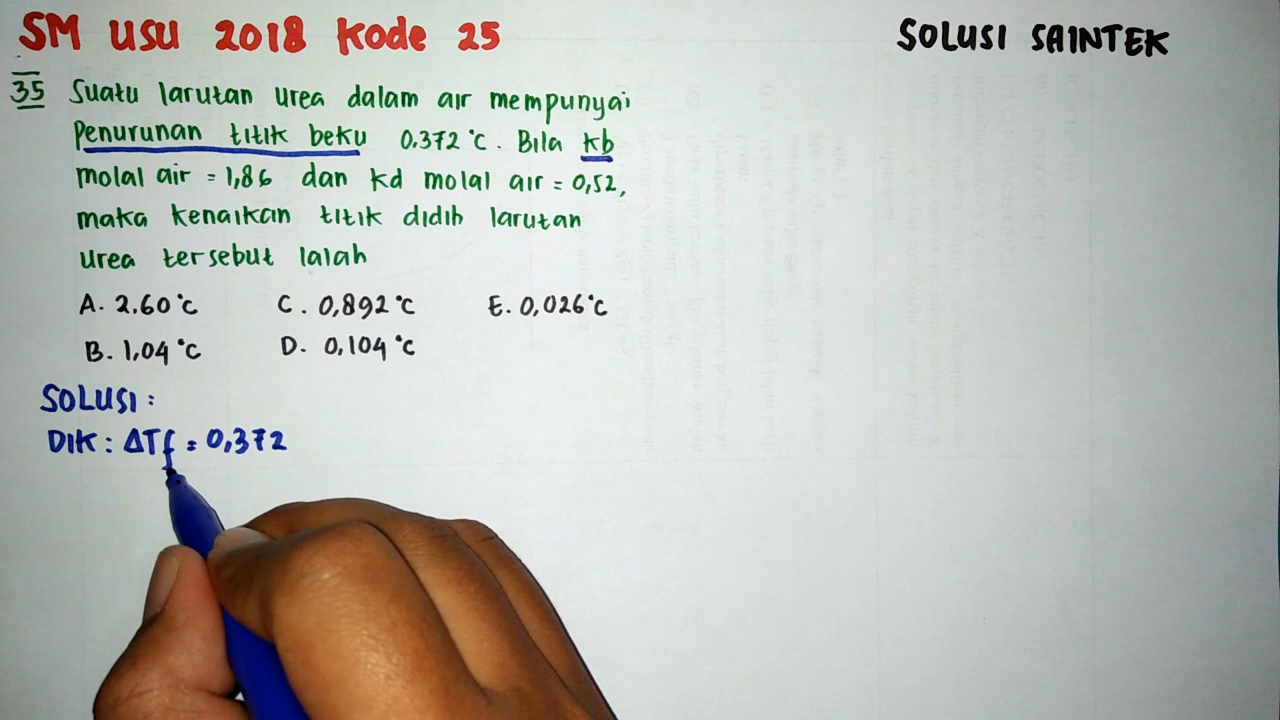 SM USU 2018 Kode 25
SOLUSI SAINTEK
35 Suatu larutan urea dalam air mempunyai
Penurunan titik beku 0.372 °C. Bila kb
molal air = 1,86 dan kd molal air = 0,52,
maka kenaikan titik didih larutan
urea tersebut ialah
A. 2.60 °C C. 0,892 °C E. 0,026 °C
B. 1,04 °C D. 0,104 °C
SOLUSI :
DIK : ΔTf = 0,372